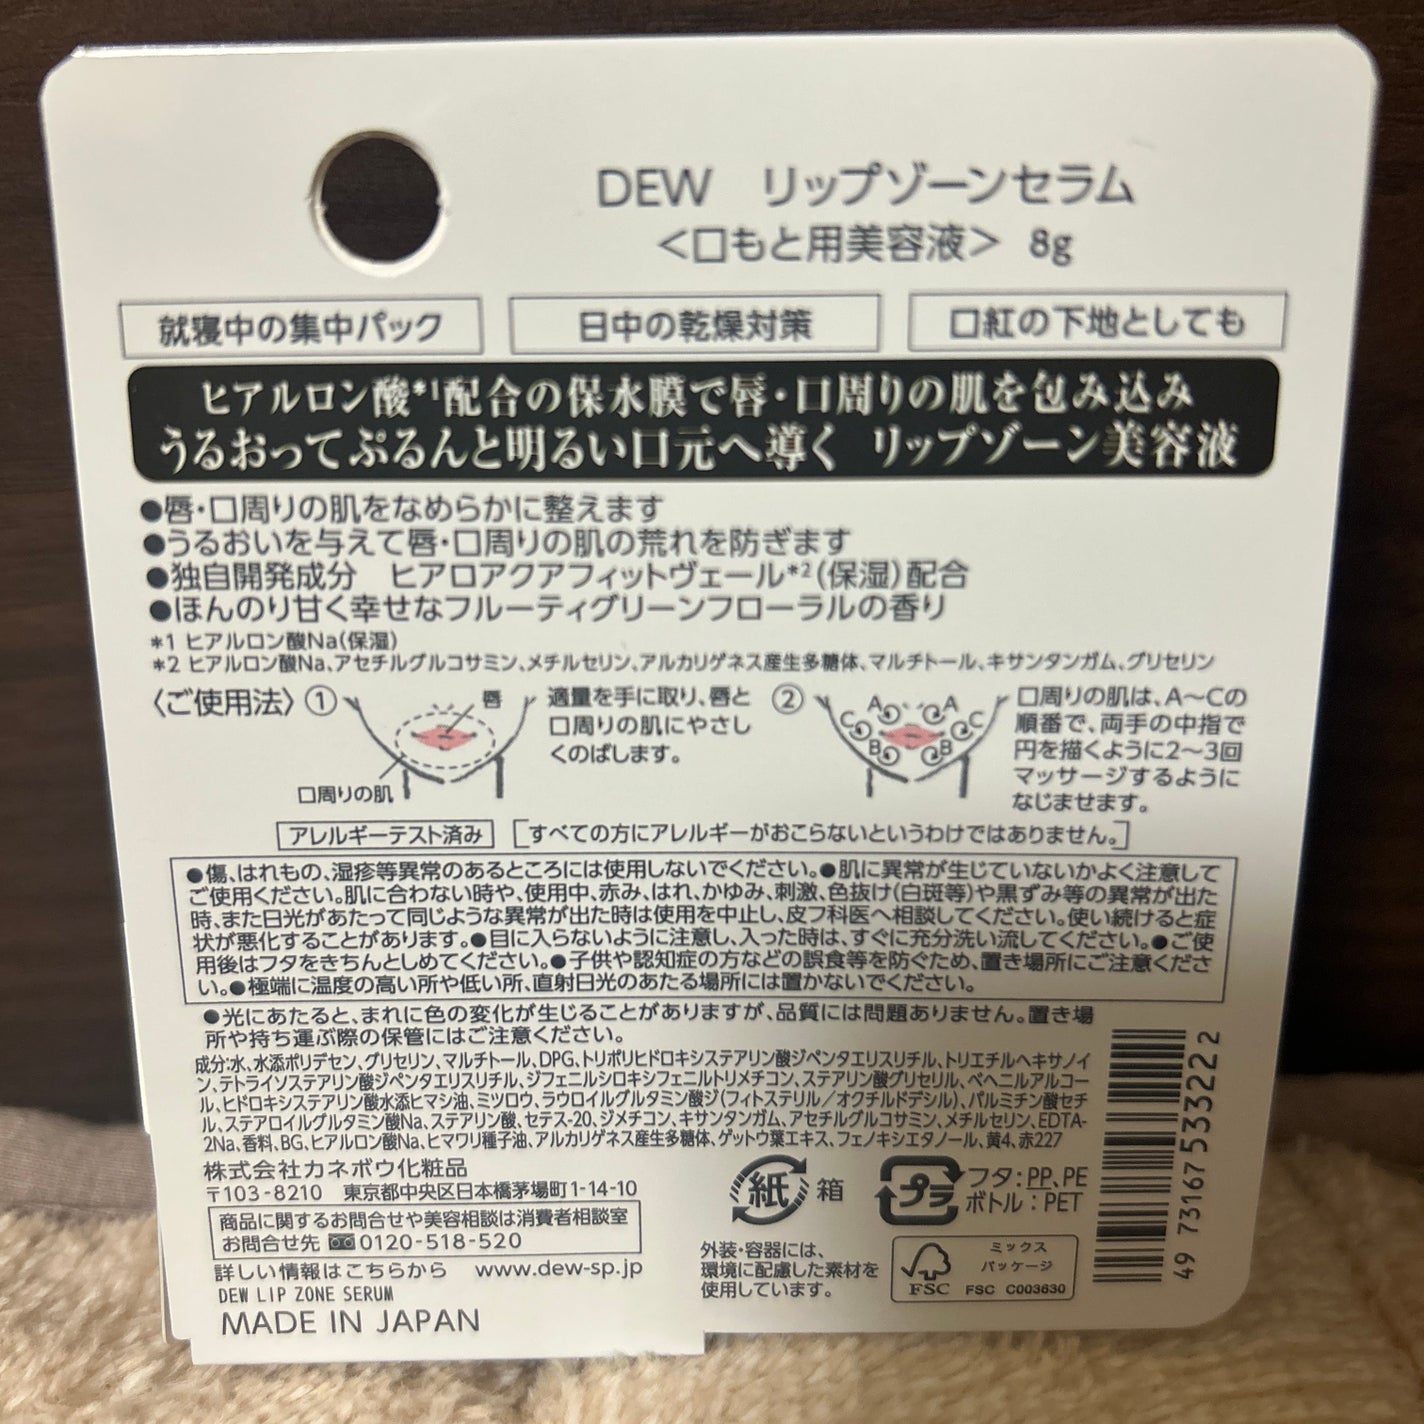 DEW リップゾーンセラム
＜口もと用美容液＞ 8g
就寝中の集中パック
日中の乾燥対策
口紅の下地としても
ヒアルロン酸*1配合の保水膜で唇・口周りの肌を包み込み
うるおってぷるんと明るい口元へ導く リップゾーン美容液
●唇・口周りの肌をなめらかに整えます
●うるおいを与えて唇・口周りの肌の荒れを防ぎます
●独自開発成分 ヒアロアクアフィットヴェール*2(保湿)配合
●ほんのり甘く幸せなフルーティグリーンフローラルの香り
*1 ヒアルロン酸Na(保湿)
*2 ヒアルロン酸Na、アセチルグルコサミン、メチルセリン、アルカリゲネス産生多糖体、マルチトール、キサンタンガム、グリセリン
〈ご使用法〉
①
唇
口周りの肌
適量を手に取り、唇と
口周りの肌にやさし
くのばします。
②
A A
C C
B B
口周りの肌は、A～Cの
順番で、両手の中指で
円を描くように2～3回
マッサージするように
なじませます。
アレルギーテスト済み
[すべての方にアレルギーがおこらないというわけではありません。]
●傷、はれもの、湿疹等異常のあるところには使用しないでください。●肌に異常が生じていないかよく注意して
ご使用ください。肌に合わない時や、使用中、赤み、はれ、かゆみ、刺激、色抜け(白斑等)や黒ずみ等の異常が出た
時、また日光があたって同じような異常が出た時は使用を中止し、皮フ科医へ相談してください。使い続けると症
状が悪化することがあります。●目に入らないように注意し、入った時は、すぐに充分洗い流してください。●ご使
用後はフタをきちんとしめてください。●子供や認知症の方などの誤食等を防ぐため、置き場所にご注意くださ
い。●極端に温度の高い所や低い所、直射日光のあたる場所には置かないでください。
●光にあたると、まれに色の変化が生じることがありますが、品質には問題ありません。置き場
所や持ち運ぶ際の保管にはご注意ください。
成分:水、水添ポリデセン、グリセリン、マルチトール、DPG、トリポリヒドロキシステアリン酸ジペンタエリスリチル、トリエチルヘキサノイ
ン、テトライソステアリン酸ジペンタエリスリチル、ジフェニルシロキシフェニルトリメチコン、ステアリン酸グリセリル、ベヘニルアルコー
ル、ヒドロキシステアリン酸水添ヒマシ油、ミツロウ、ラウロイルグルタミン酸ジ(フィトステリル／オクチルドデシル)、パルミチン酸セチ
ル、ステアロイルグルタミン酸Na、ステアリン酸、セテス-20、ジメチコン、キサンタンガム、アセチルグルコサミン、メチルセリン、EDTA-
2Na、香料、BG、ヒアルロン酸Na、ヒマワリ種子油、アルカリゲネス産生多糖体、ゲットウ葉エキス、フェノキシエタノール、黄4、赤227
株式会社カネボウ化粧品
〒103-8210 東京都中央区日本橋茅場町1-14-10
商品に関するお問合せや美容相談は消費者相談室
お問合せ先 0120-518-520
詳しい情報はこちらから www.dew-sp.jp
DEW LIP ZONE SERUM
MADE IN JAPAN
紙 箱
プラ
フタ：PP、PE
ボトル：PET
外装・容器には、
環境に配慮した素材を
使用しています。
FSC
ミックス
パッケージ
FSC C003630
4973167533222